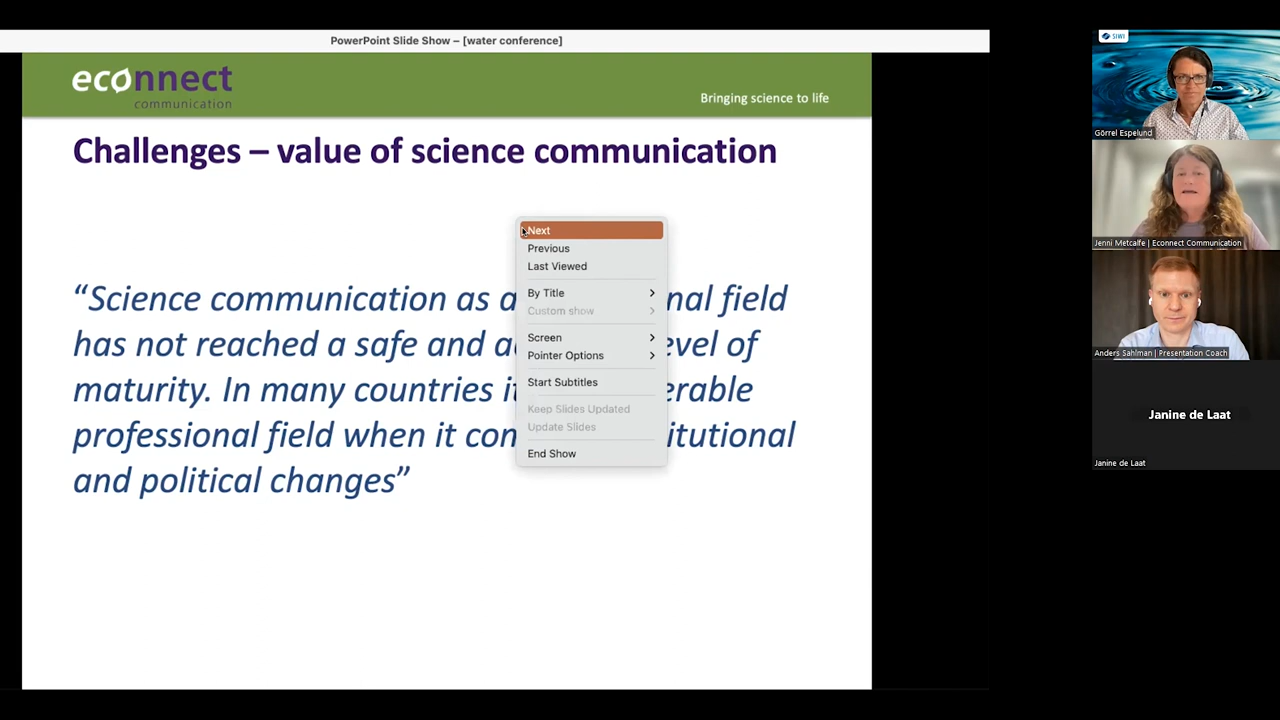 PowerPoint Slide Show – [water conference]
econnect
communication
Bringing science to life
Challenges – value of science communication
“Science communication as a nal field
has not reached a safe and a evel of
maturity. In many countries it erable
professional field when it con itutional
and political changes”
Next
Previous
Last Viewed
By Title
Custom show
Screen
Pointer Options
Start Subtitles
Keep Slides Updated
Update Slides
End Show
SIWI
Görrel Espelund
Jenni Metcalfe | Econnect Communication
Anders Sahlman | Presentation Coach
Janine de Laat
Janine de Laat